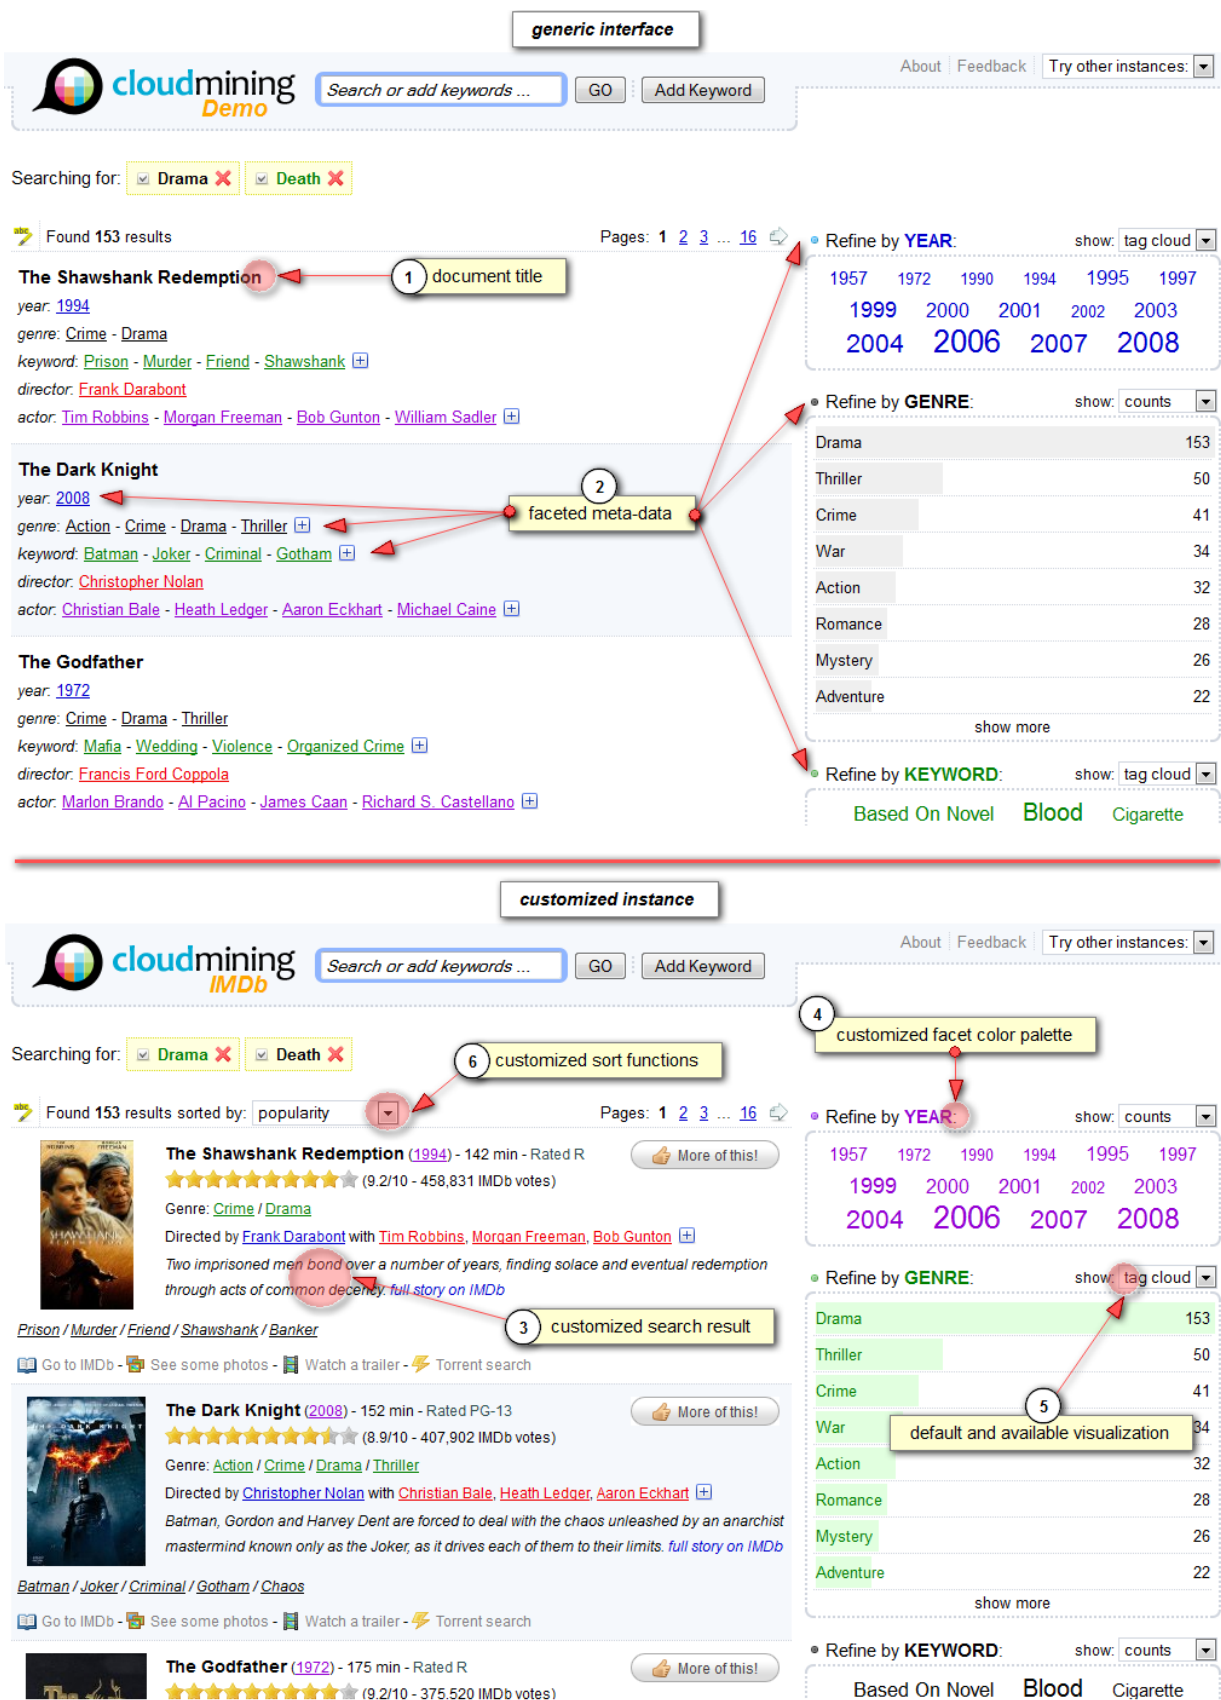 generic interface
cloudmining
Demo
Search or add keywords ...
GO
Add Keyword
About
Feedback
Try other instances:
Searching for:
Drama
Death
Found 153 results
Pages: 1 2 3 ... 16
1 document title
The Shawshank Redemption
year: 1994
genre: Crime - Drama
keyword: Prison - Murder - Friend - Shawshank
director: Frank Darabont
actor: Tim Robbins - Morgan Freeman - Bob Gunton - William Sadler
The Dark Knight
year: 2008
genre: Action - Crime - Drama - Thriller
keyword: Batman - Joker - Criminal - Gotham
director: Christopher Nolan
actor: Christian Bale - Heath Ledger - Aaron Eckhart - Michael Caine
2
faceted meta-data
The Godfather
year: 1972
genre: Crime - Drama - Thriller
keyword: Mafia - Wedding - Violence - Organized Crime
director: Francis Ford Coppola
actor: Marlon Brando - Al Pacino - James Caan - Richard S. Castellano
Refine by YEAR: show: tag cloud
1957 1972 1990 1994 1995 1997
1999 2000 2001 2002 2003
2004 2006 2007 2008
Refine by GENRE: show: counts
Drama 153
Thriller 50
Crime 41
War 34
Action 32
Romance 28
Mystery 26
Adventure 22
show more
Refine by KEYWORD: show: tag cloud
Based On Novel Blood Cigarette
customized instance
cloudmining
IMDb
Search or add keywords ...
GO
Add Keyword
About
Feedback
Try other instances:
Searching for:
Drama
Death
6 customized sort functions
4
customized facet color palette
Found 153 results sorted by: popularity
Pages: 1 2 3 ... 16
The Shawshank Redemption (1994) - 142 min - Rated R
More of this!
(9.2/10 - 458,831 IMDb votes)
Genre: Crime / Drama
Directed by Frank Darabont with Tim Robbins, Morgan Freeman, Bob Gunton
Two imprisoned men bond over a number of years, finding solace and eventual redemption
through acts of common decency. full story on IMDb
3 customized search result
Prison / Murder / Friend / Shawshank / Banker
Go to IMDb - See some photos - Watch a trailer - Torrent search
The Dark Knight (2008) - 152 min - Rated PG-13
More of this!
(8.9/10 - 407,902 IMDb votes)
Genre: Action / Crime / Drama / Thriller
Directed by Christopher Nolan with Christian Bale, Heath Ledger, Aaron Eckhart
Batman, Gordon and Harvey Dent are forced to deal with the chaos unleashed by an anarchist
mastermind known only as the Joker, as it drives each of them to their limits. full story on IMDb
Batman / Joker / Criminal / Gotham / Chaos
Go to IMDb - See some photos - Watch a trailer - Torrent search
The Godfather (1972) - 175 min - Rated R
More of this!
(9.2/10 - 375,520 IMDb votes)
Refine by YEAR: show: counts
1957 1972 1990 1994 1995 1997
1999 2000 2001 2002 2003
2004 2006 2007 2008
Refine by GENRE: show: tag cloud
Drama 153
Thriller 50
Crime 41
5
default and available visualization
War 34
Action 32
Romance 28
Mystery 26
Adventure 22
show more
Refine by KEYWORD: show: counts
Based On Novel Blood Cigarette